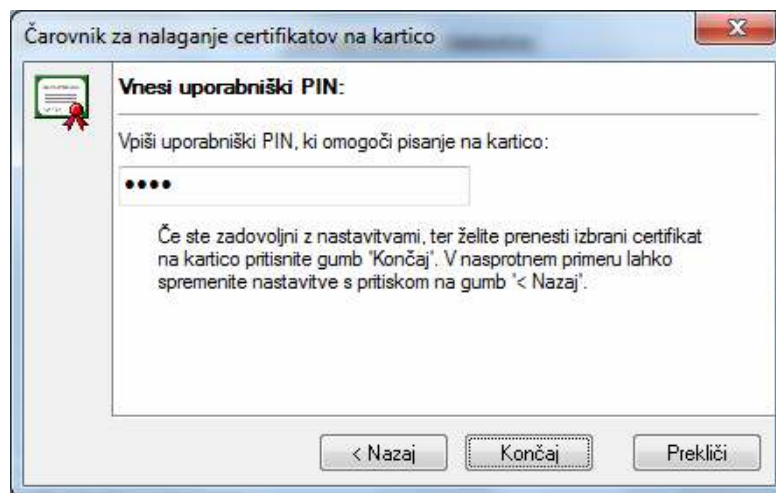 Čarovnik za nalaganje certifikatov na kartico
Vnesi uporabniški PIN:
Vpiši uporabniški PIN, ki omogoči pisanje na kartico:
••••
Če ste zadovoljni z nastavitvami, ter želite prenesti izbrani certifikat
na kartico pritisnite gumb 'Končaj'. V nasprotnem primeru lahko
spremenite nastavitve s pritiskom na gumb '< Nazaj'.
< Nazaj Končaj Prekliči